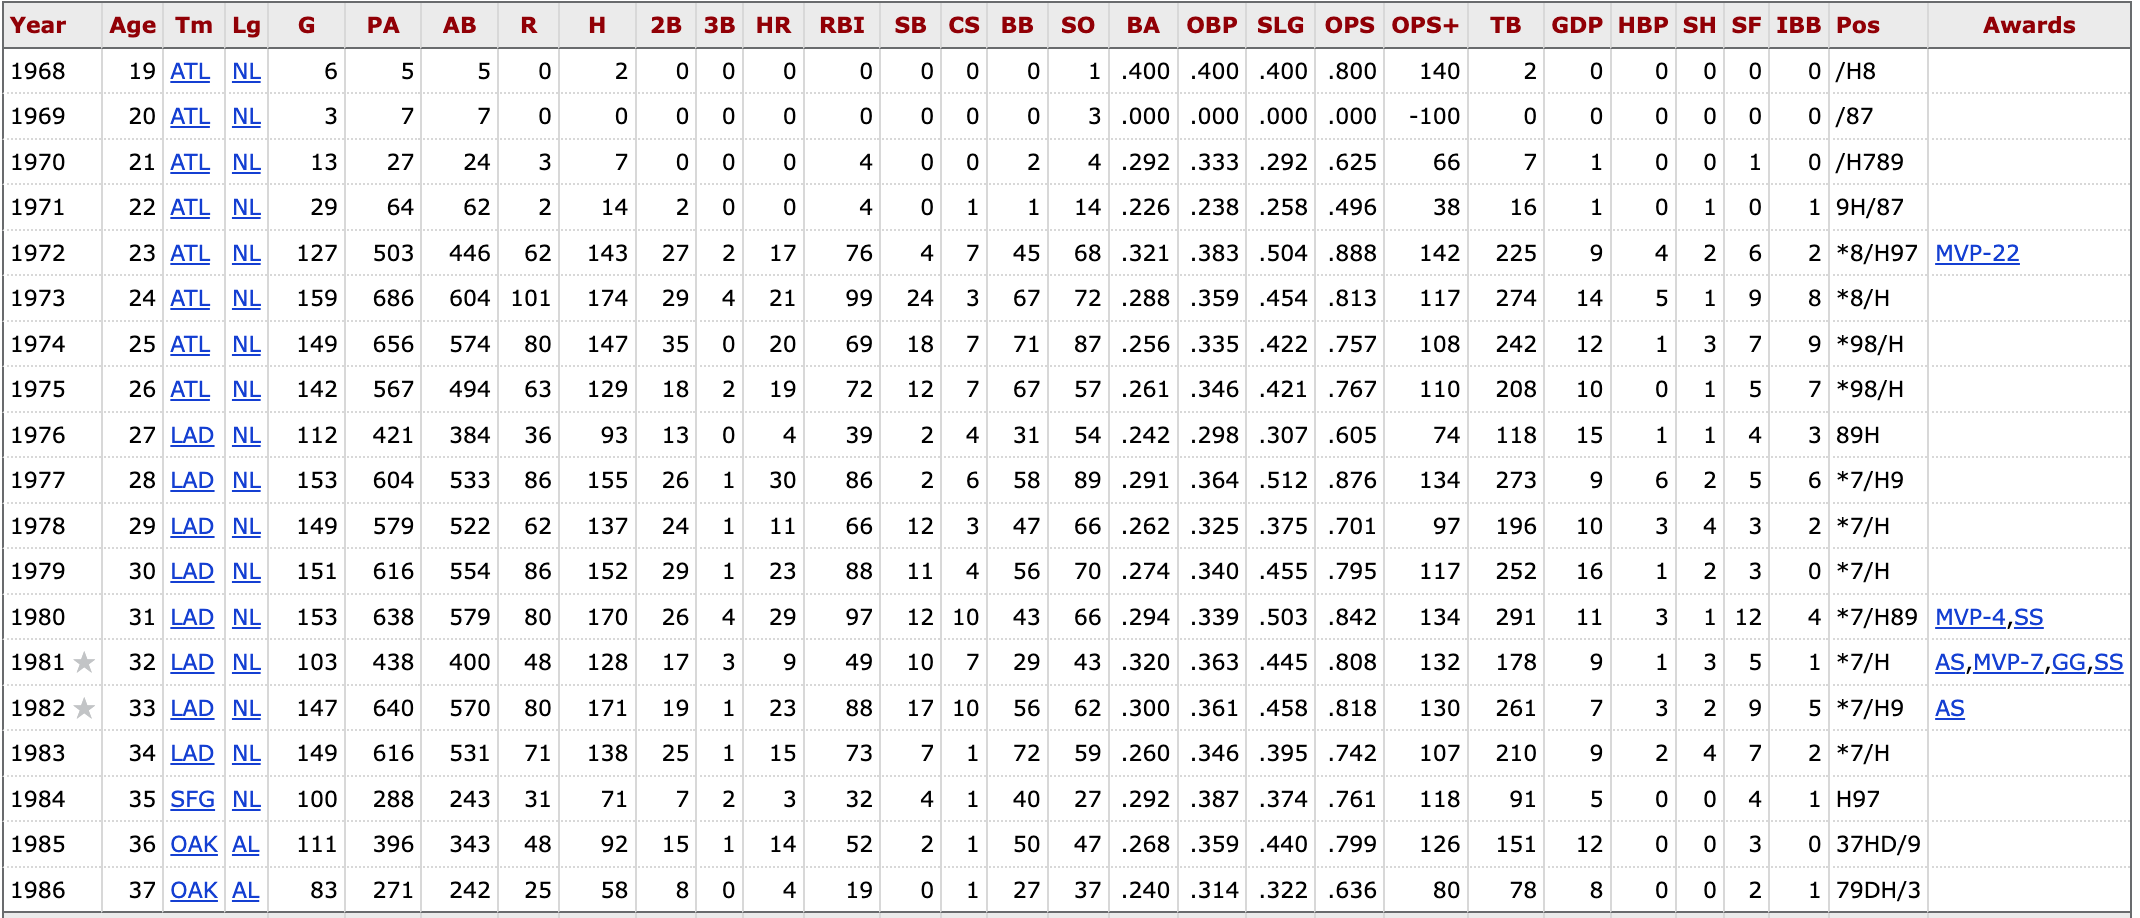 Year Age Tm Lg G PA AB R H 2B 3B HR RBI SB CS BB SO BA OBP SLG OPS OPS+ TB GDP HBP SH SF IBB Pos Awards
1968 19 ATL NL 6 5 5 0 2 0 0 0 0 0 0 0 1 .400 .400 .400 .800 140 2 0 0 0 0 0 /H8
1969 20 ATL NL 3 7 7 0 0 0 0 0 0 0 0 0 3 .000 .000 .000 .000 -100 0 0 0 0 0 0 /87
1970 21 ATL NL 13 27 24 3 7 0 0 0 4 0 0 2 4 .292 .333 .292 .625 66 7 1 0 0 1 0 /H789
1971 22 ATL NL 29 64 62 2 14 2 0 0 4 0 1 1 14 .226 .238 .258 .496 38 16 1 0 1 0 1 9H/87
1972 23 ATL NL 127 503 446 62 143 27 2 17 76 4 7 45 68 .321 .383 .504 .888 142 225 9 4 2 6 2 *8/H97 MVP-22
1973 24 ATL NL 159 686 604 101 174 29 4 21 99 24 3 67 72 .288 .359 .454 .813 117 274 14 5 1 9 8 *8/H
1974 25 ATL NL 149 656 574 80 147 35 0 20 69 18 7 71 87 .256 .335 .422 .757 108 242 12 1 3 7 9 *98/H
1975 26 ATL NL 142 567 494 63 129 18 2 19 72 12 7 67 57 .261 .346 .421 .767 110 208 10 0 1 5 7 *98/H
1976 27 LAD NL 112 421 384 36 93 13 0 4 39 2 4 31 54 .242 .298 .307 .605 74 118 15 1 1 4 3 89H
1977 28 LAD NL 153 604 533 86 155 26 1 30 86 2 6 58 89 .291 .364 .512 .876 134 273 9 6 2 5 6 *7/H9
1978 29 LAD NL 149 579 522 62 137 24 1 11 66 12 3 47 66 .262 .325 .375 .701 97 196 10 3 4 3 2 *7/H
1979 30 LAD NL 151 616 554 86 152 29 1 23 88 11 4 56 70 .274 .340 .455 .795 117 252 16 1 2 3 0 *7/H
1980 31 LAD NL 153 638 579 80 170 26 4 29 97 12 10 43 66 .294 .339 .503 .842 134 291 11 3 1 12 4 *7/H89 MVP-4,SS
1981 ★ 32 LAD NL 103 438 400 48 128 17 3 9 49 10 7 29 43 .320 .363 .445 .808 132 178 9 1 3 5 1 *7/H AS,MVP-7,GG,SS
1982 ★ 33 LAD NL 147 640 570 80 171 19 1 23 88 17 10 56 62 .300 .361 .458 .818 130 261 7 3 2 9 5 *7/H9 AS
1983 34 LAD NL 149 616 531 71 138 25 1 15 73 7 1 72 59 .260 .346 .395 .742 107 210 9 2 4 7 2 *7/H
1984 35 SFG NL 100 288 243 31 71 7 2 3 32 4 1 40 27 .292 .387 .374 .761 118 91 5 0 0 4 1 H97
1985 36 OAK AL 111 396 343 48 92 15 1 14 52 2 1 50 47 .268 .359 .440 .799 126 151 12 0 0 3 0 37HD/9
1986 37 OAK AL 83 271 242 25 58 8 0 4 19 0 1 27 37 .240 .314 .322 .636 80 78 8 0 0 2 1 79DH/3